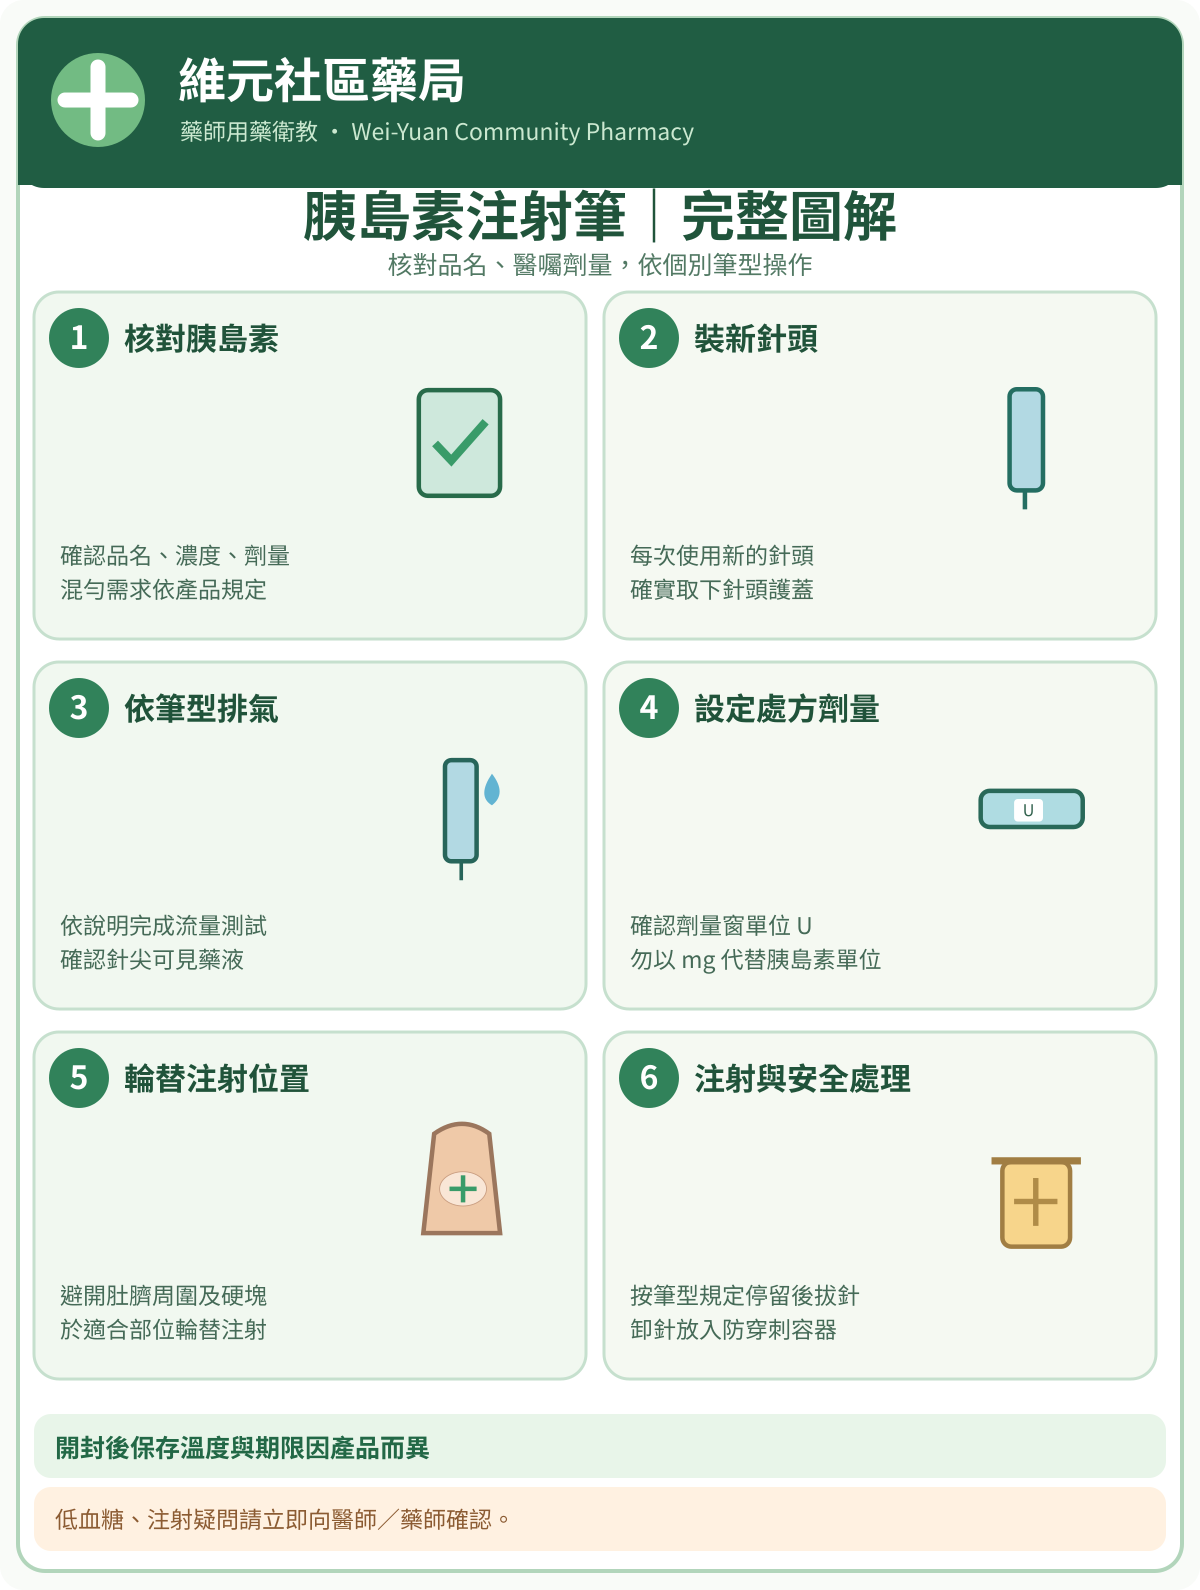 維元社區藥局
藥師用藥衛教 · Wei-Yuan Community Pharmacy
胰島素注射筆｜完整圖解
核對品名、醫囑劑量，依個別筆型操作
1 核對胰島素
確認品名、濃度、劑量
混勻需求依產品規定
2 裝新針頭
每次使用新的針頭
確實取下針頭護蓋
3 依筆型排氣
依說明完成流量測試
確認針尖可見藥液
4 設定處方劑量
U
確認劑量窗單位 U
勿以 mg 代替胰島素單位
5 輪替注射位置
避開肚臍周圍及硬塊
於適合部位輪替注射
6 注射與安全處理
按筆型規定停留後拔針
卸針放入防穿刺容器
開封後保存溫度與期限因產品而異
低血糖、注射疑問請立即向醫師／藥師確認。